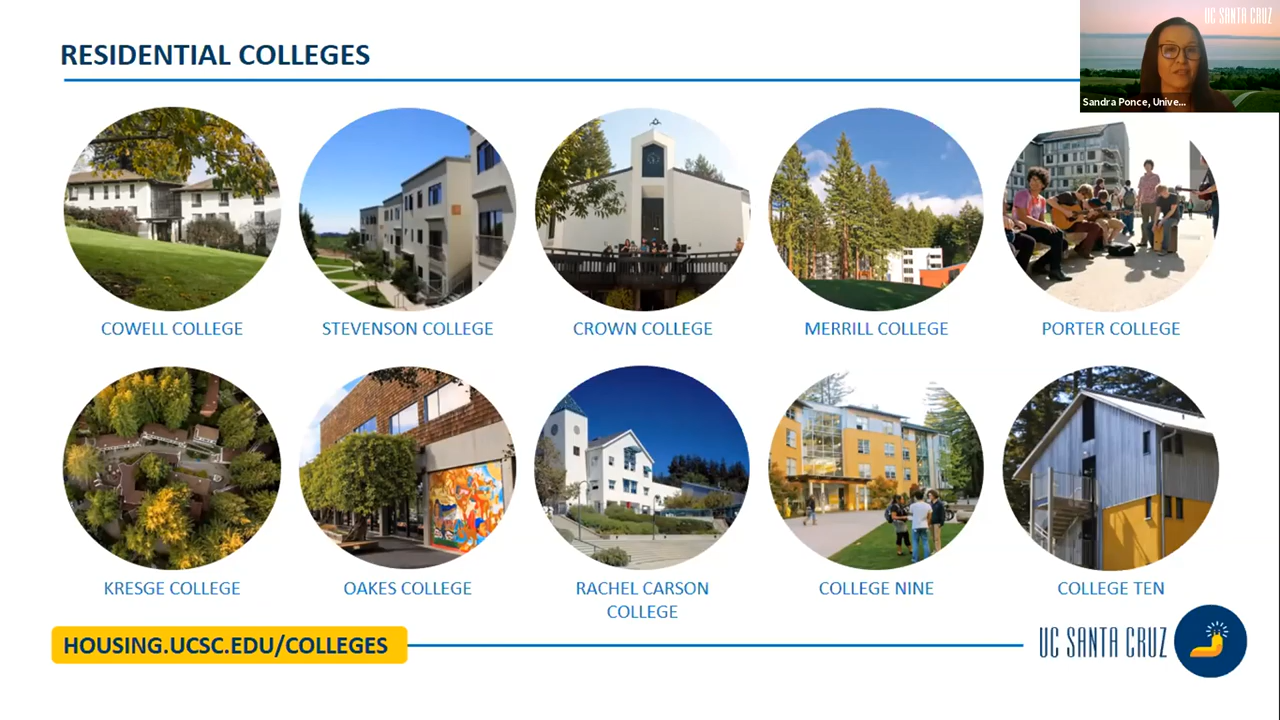 RESIDENTIAL COLLEGES
UC SANTA CRUZ
Sandra Ponce, Unive...
COWELL COLLEGE
STEVENSON COLLEGE
CROWN COLLEGE
MERRILL COLLEGE
PORTER COLLEGE
KRESGE COLLEGE
OAKES COLLEGE
RACHEL CARSON
COLLEGE
COLLEGE NINE
COLLEGE TEN
HOUSING.UCSC.EDU/COLLEGES
UC SANTA CRUZ